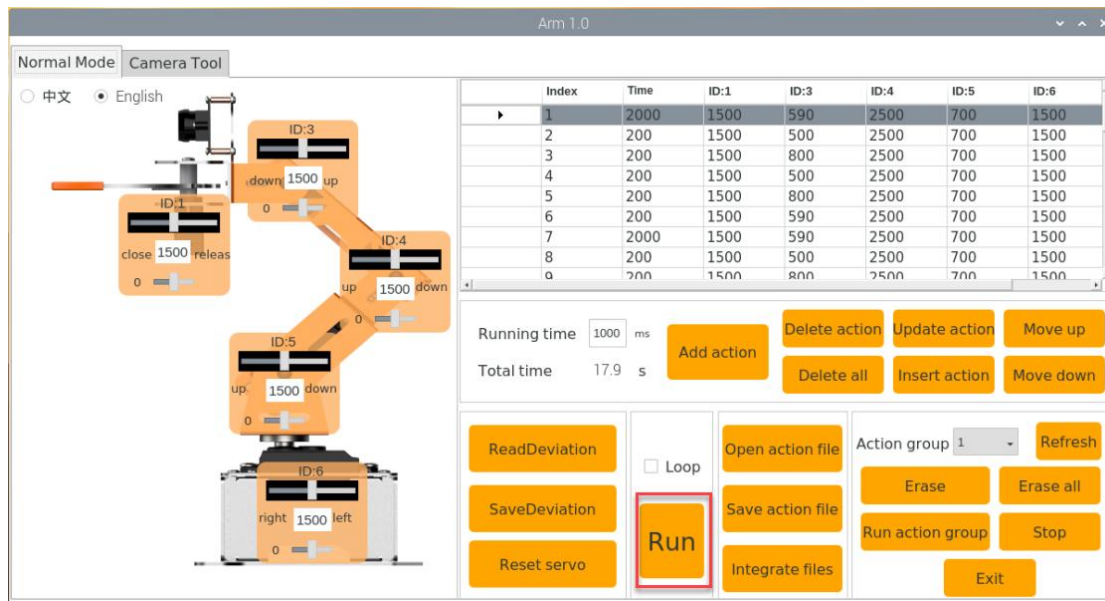 Arm 1.0
Normal Mode Camera Tool
中文 English
ID:3
down 1500 up
0
ID:1
close 1500 releas
0
ID:4
up 1500 down
0
ID:5
up 1500 down
0
ID:6
right 1500 left
0
Index Time ID:1 ID:3 ID:4 ID:5 ID:6
1 2000 1500 590 2500 700 1500
2 200 1500 500 2500 700 1500
3 200 1500 800 2500 700 1500
4 200 1500 500 2500 700 1500
5 200 1500 800 2500 700 1500
6 200 1500 590 2500 700 1500
7 2000 1500 590 2500 700 1500
8 200 1500 500 2500 700 1500
9 200 1500 800 2500 700 1500
Running time 1000 ms
Total time 17.9 s
Add action
Delete action Update action Move up
Delete all Insert action Move down
ReadDeviation
SaveDeviation
Reset servo
Loop
Run
Open action file
Save action file
Integrate files
Action group 1 Refresh
Erase Erase all
Run action group Stop
Exit